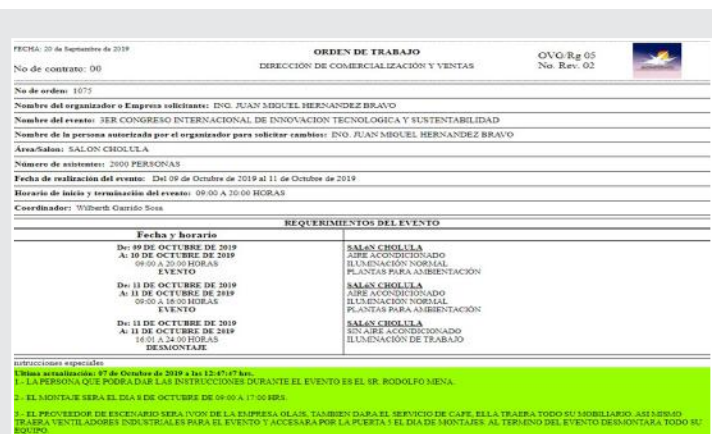 FECHA: 20 de Septiembre de 2019
ORDEN DE TRABAJO
OVG/Rg 05
No de contrato: 00
DIRECCIÓN DE COMERCIALIZACIÓN Y VENTAS
No. Rev. 02
No de orden: 1075
Nombre del organizador o Empresa solicitante: ING. JUAN MIGUEL HERNANDEZ BRAVO
Nombre del evento: 3ER CONGRESO INTERNACIONAL DE INNOVACION TECNOLOGICA Y SUSTENTABILIDAD
Nombre de la persona autorizada por el organizador para solicitar cambios: ING. JUAN MIGUEL HERNANDEZ BRAVO
Área/Salon: SALON CHOLULA
Número de asistentes: 2000 PERSONAS
Fecha de realización del evento: Del 09 de Octubre de 2019 al 11 de Octubre de 2019
Horario de inicio y terminación del evento: 09:00 A 20:00 HORAS
Coordinador: Wilberth Garrido Sosa
REQUERIMIENTOS DEL EVENTO
Fecha y horario
De: 09 DE OCTUBRE DE 2019
A: 10 DE OCTUBRE DE 2019
09:00 A 20:00 HORAS
EVENTO
SALóN CHOLULA
AIRE ACONDICIONADO
ILUMINACIÓN NORMAL
PLANTAS PARA AMBIENTACIÓN
De: 11 DE OCTUBRE DE 2019
A: 11 DE OCTUBRE DE 2019
09:00 A 16:00 HORAS
EVENTO
SALóN CHOLULA
AIRE ACONDICIONADO
ILUMINACIÓN NORMAL
PLANTAS PARA AMBIENTACIÓN
De: 11 DE OCTUBRE DE 2019
A: 11 DE OCTUBRE DE 2019
16:01 A 24:00 HORAS
DESMONTAJE
SALóN CHOLULA
SIN AIRE ACONDICIONADO
ILUMINACIÓN DE TRABAJO
nstrucciones especiales
Ultima actualización: 07 de Octubre de 2019 a las 12:47:47 hrs.
1.- LA PERSONA QUE PODRA DAR LAS INSTRUCCIONES DURANTE EL EVENTO ES EL SR. RODOLFO MENA.
2.- EL MONTAJE SERA EL DIA 8 DE OCTUBRE DE 09:00 A 17:00 HRS.
3.- EL PROVEEDOR DE ESCENARIO SERA IVON DE LA EMPRESA OLAIS, TAMBIEN DARA EL SERVICIO DE CAFE, ELLA TRAERA TODO SU MOBILIARIO. ASI MISMO
TRAERA VENTILADORES INDUSTRIALES PARA EL EVENTO Y ACCESARA POR LA PUERTA 5 EL DIA DE MONTAJES. AL TERMINO DEL EVENTO DESMONTARA TODO SU
EQUIPO.